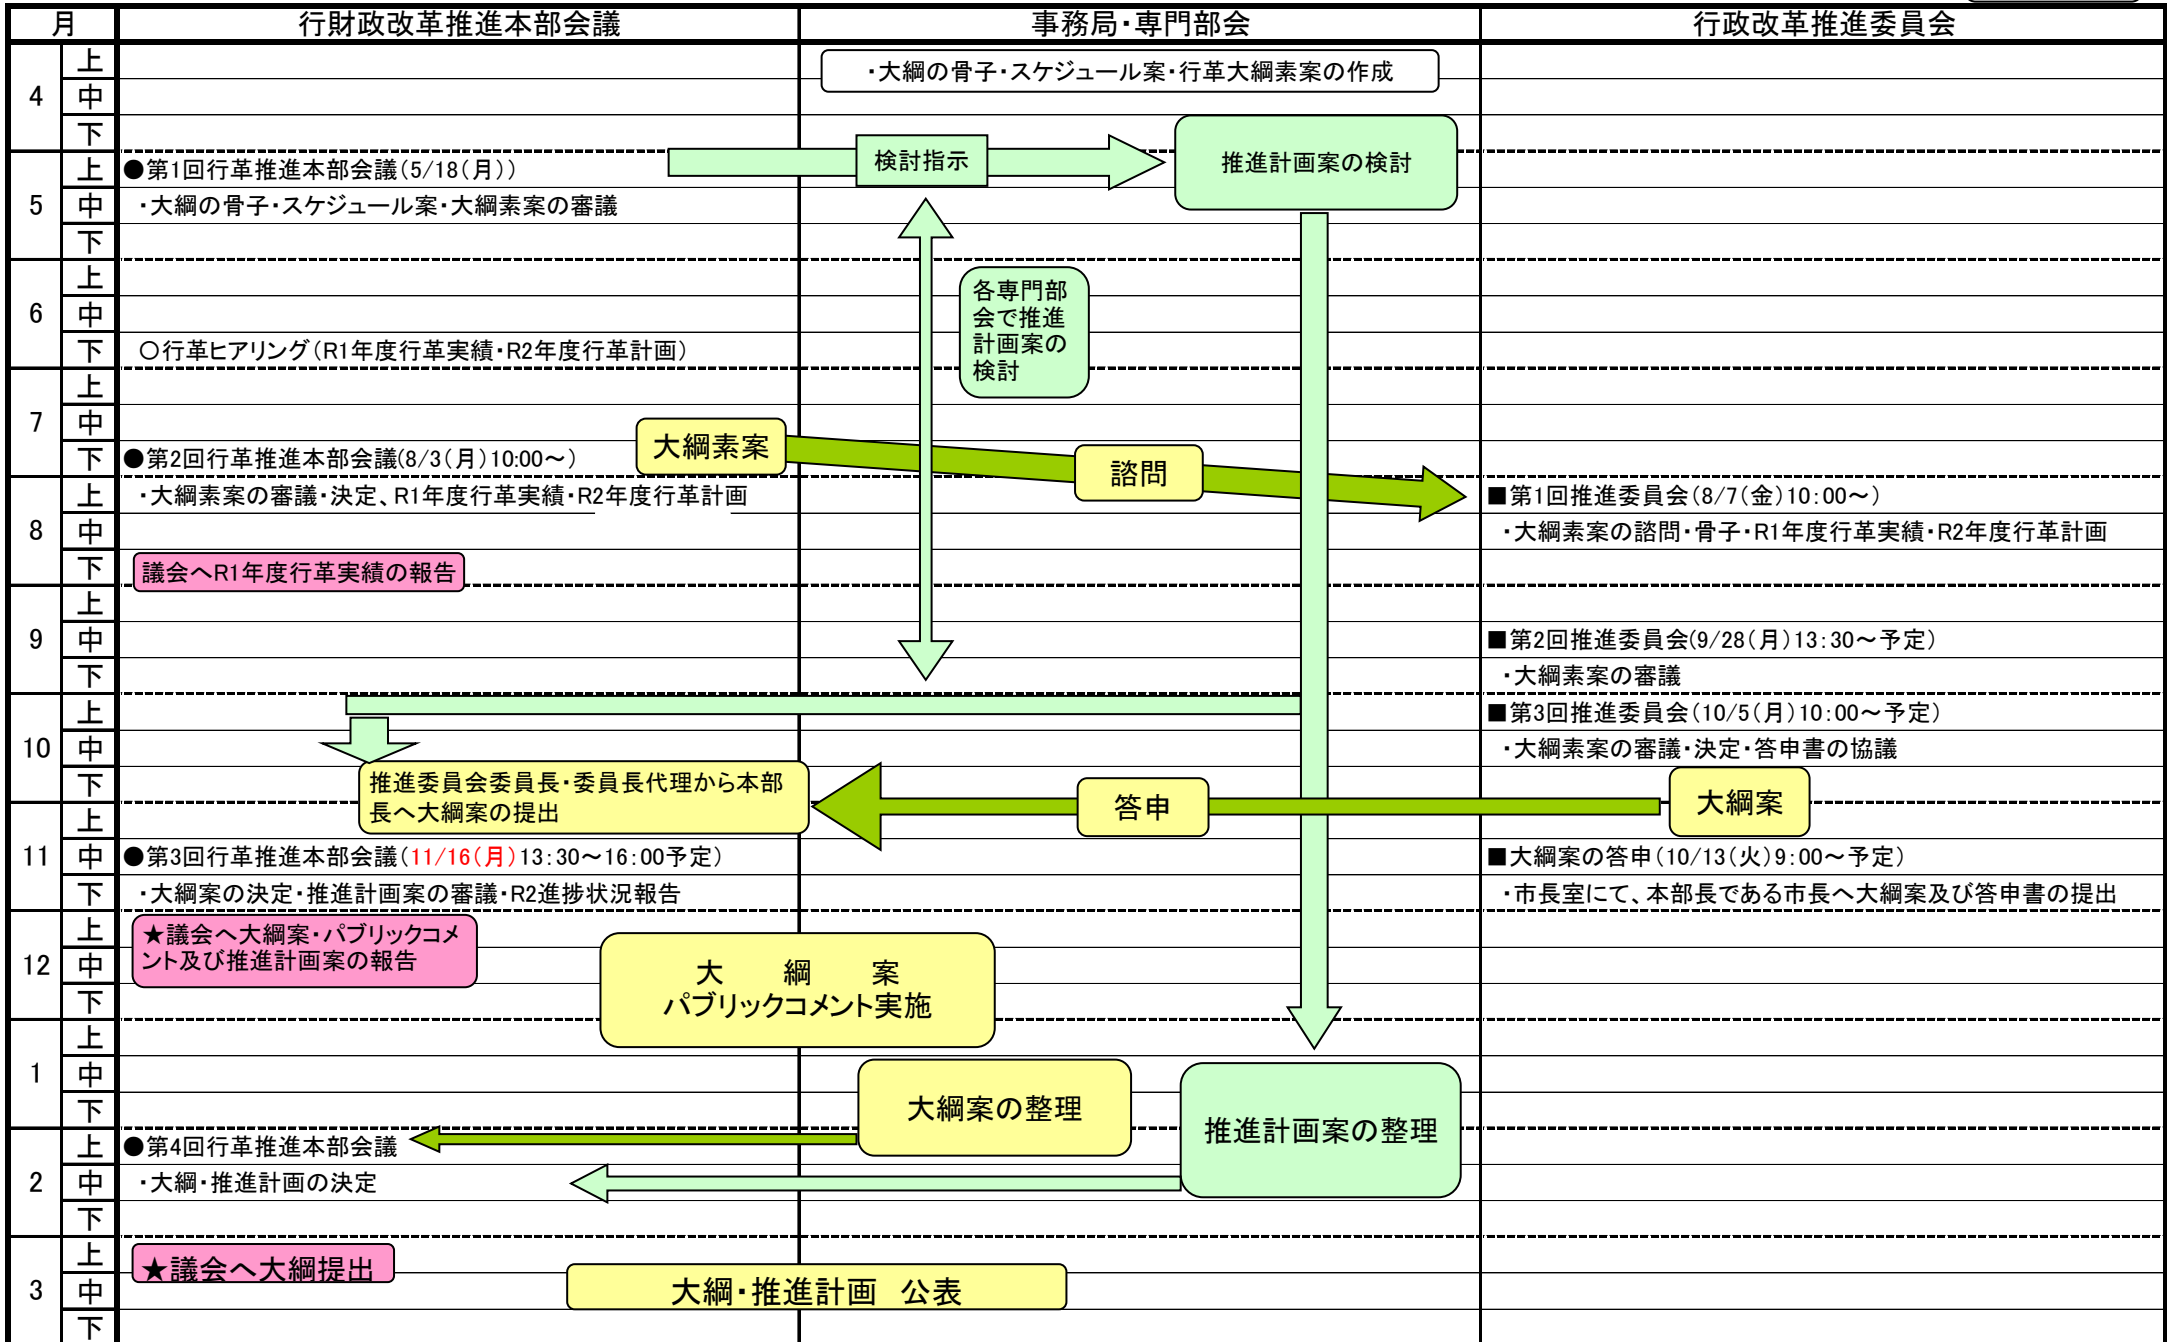 月
行財政改革推進本部会議
事務局・専門部会
行政改革推進委員会
4
上
・大綱の骨子・スケジュール案・行革大綱素案の作成
中
下
5
上
●第1回行革推進本部会議(5/18(月))
検討指示
推進計画案の検討
中
・大綱の骨子・スケジュール案・大綱素案の審議
下
6
上
各専門部
会で推進
計画案の
検討
中
下
○行革ヒアリング(R1年度行革実績・R2年度行革計画)
7
上
中
大綱素案
下
●第2回行革推進本部会議(8/3(月)10:00～)
諮問
8
上
・大綱素案の審議・決定、R1年度行革実績・R2年度行革計画
■第1回推進委員会(8/7(金)10:00～)
中
・大綱素案の諮問・骨子・R1年度行革実績・R2年度行革計画
下
議会へR1年度行革実績の報告
9
上
中
■第2回推進委員会(9/28(月)13:30～予定)
下
・大綱素案の審議
10
上
■第3回推進委員会(10/5(月)10:00～予定)
中
・大綱素案の審議・決定・答申書の協議
下
推進委員会委員長・委員長代理から本部
長へ大綱案の提出
答申
大綱案
11
上
中
●第3回行革推進本部会議(11/16(月)13:30～16:00予定)
■大綱案の答申(10/13(火)9:00～予定)
下
・大綱案の決定・推進計画案の審議・R2進捗状況報告
・市長室にて、本部長である市長へ大綱案及び答申書の提出
12
上
★議会へ大綱案・パブリックコメ
ント及び推進計画案の報告
中
大　綱　案
パブリックコメント実施
下
1
上
中
下
大綱案の整理
推進計画案の整理
2
上
●第4回行革推進本部会議
中
・大綱・推進計画の決定
下
3
上
★議会へ大綱提出
中
大綱・推進計画　公表
下